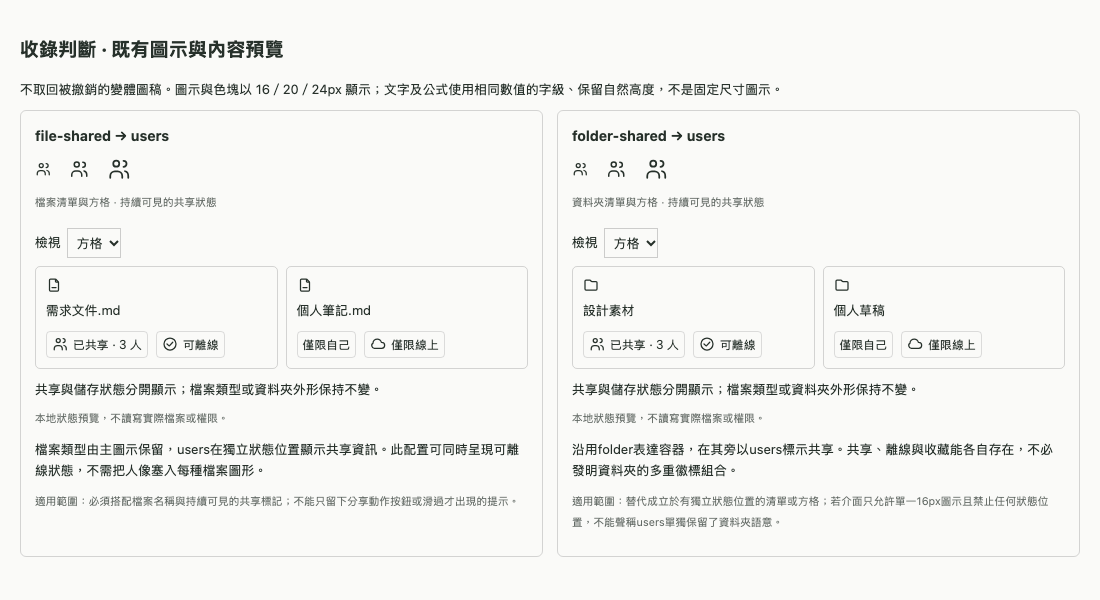 收錄判斷 · 既有圖示與內容預覽
不取回被撤銷的變體圖稿。圖示與色塊以 16 / 20 / 24px 顯示；文字及公式使用相同數值的字級、保留自然高度，不是固定尺寸圖示。
file-shared → users
檔案清單與方格 · 持續可見的共享狀態
檢視 方格
需求文件.md
已共享 · 3 人 可離線
個人筆記.md
僅限自己 僅限線上
共享與儲存狀態分開顯示；檔案類型或資料夾外形保持不變。
本地狀態預覽，不讀寫實際檔案或權限。
檔案類型由主圖示保留，users在獨立狀態位置顯示共享資訊。此配置可同時呈現可離
線狀態，不需把人像塞入每種檔案圖形。
適用範圍：必須搭配檔案名稱與持續可見的共享標記；不能只留下分享動作按鈕或滑過才出現的提示。
folder-shared → users
資料夾清單與方格 · 持續可見的共享狀態
檢視 方格
設計素材
已共享 · 3 人 可離線
個人草稿
僅限自己 僅限線上
共享與儲存狀態分開顯示；檔案類型或資料夾外形保持不變。
本地狀態預覽，不讀寫實際檔案或權限。
沿用folder表達容器，在其旁以users標示共享。共享、離線與收藏能各自存在，不必
發明資料夾的多重徽標組合。
適用範圍：替代成立於有獨立狀態位置的清單或方格；若介面只允許單一16px圖示且禁止任何狀態位
置，不能聲稱users單獨保留了資料夾語意。